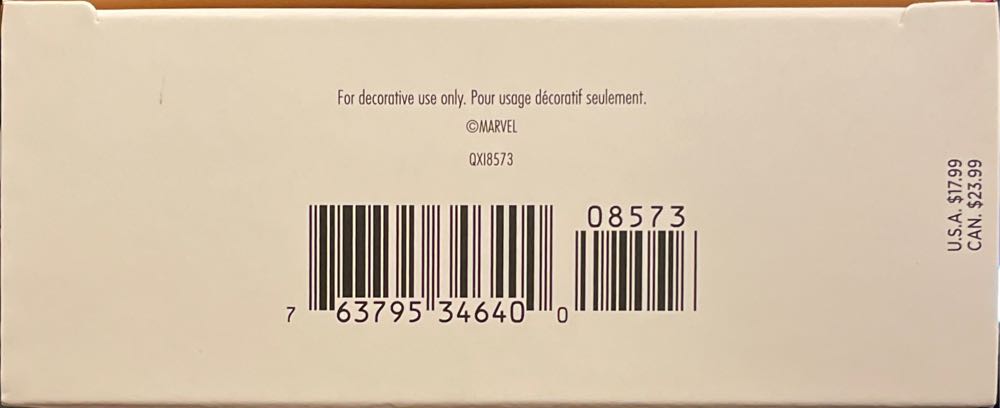 For decorative use only. Pour usage décoratif seulement.
©MARVEL
QXI8573
08573
7 63795 34640 0
U.S.A. $17.99
CAN. $23.99